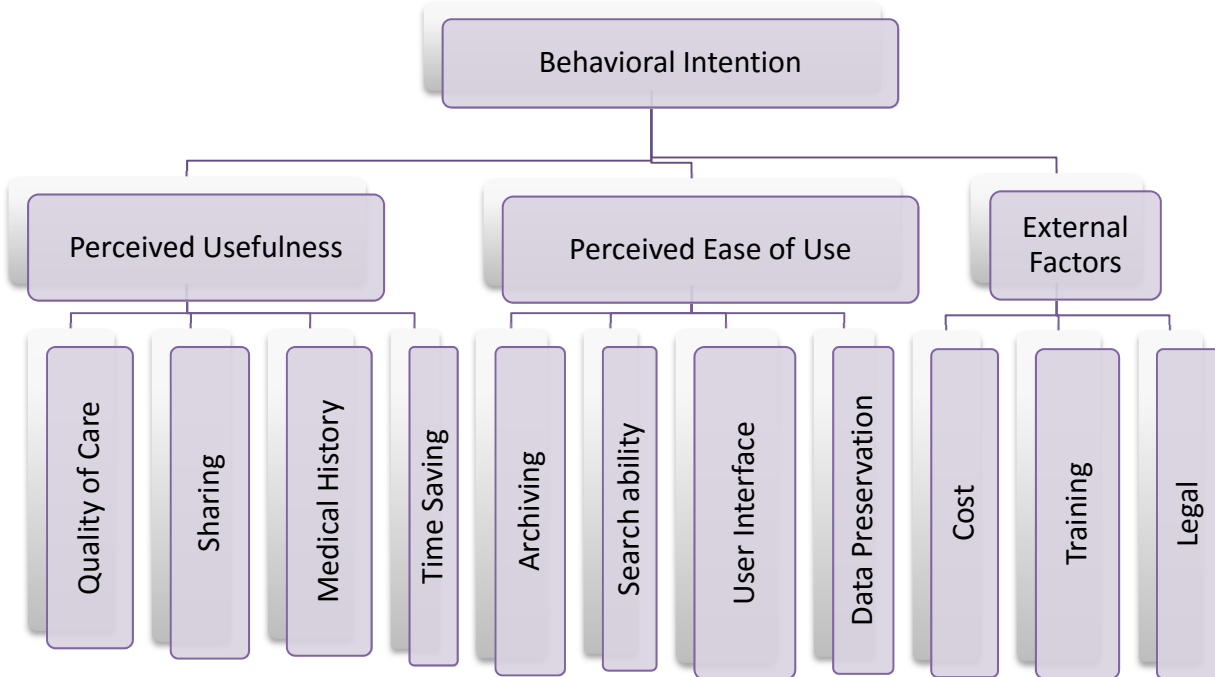 Behavioral Intention
Perceived Usefulness
Perceived Ease of Use
External
Factors
Quality of Care
Sharing
Medical History
Time Saving
Archiving
Search ability
User Interface
Data Preservation
Cost
Training
Legal